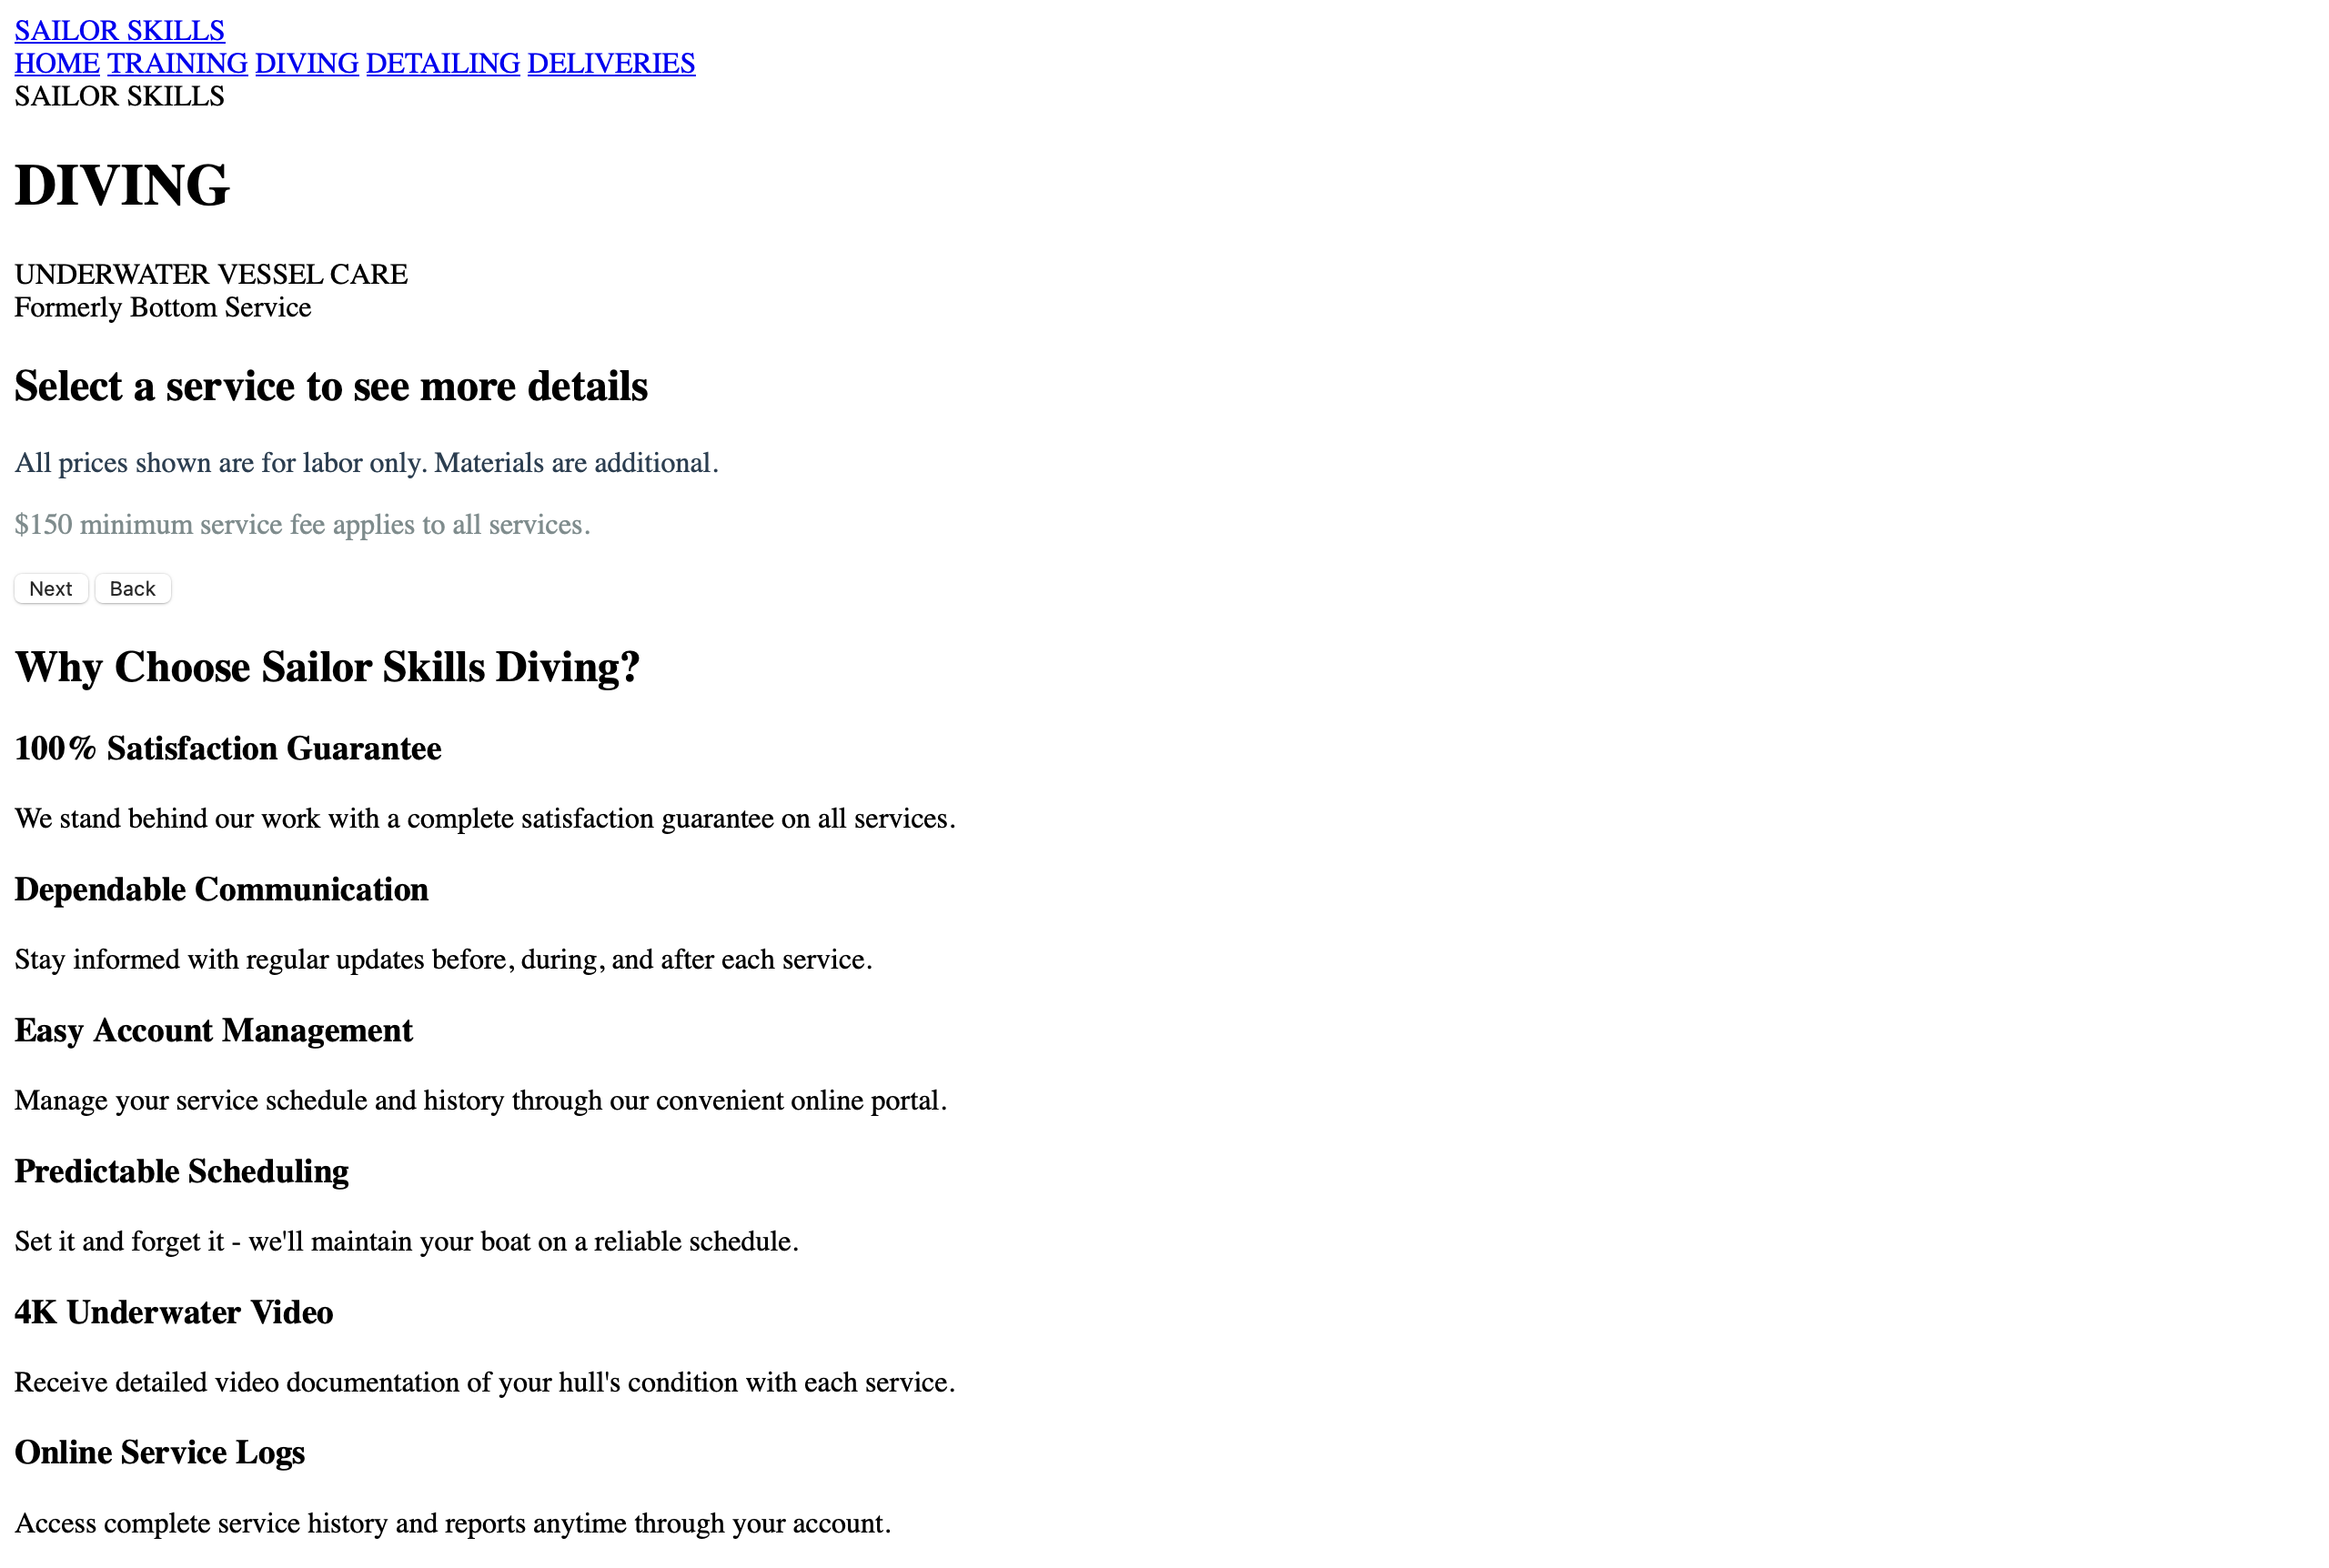 SAILOR SKILLS
HOME TRAINING DIVING DETAILING DELIVERIES
SAILOR SKILLS
DIVING
UNDERWATER VESSEL CARE
Formerly Bottom Service
Select a service to see more details
All prices shown are for labor only. Materials are additional.
$150 minimum service fee applies to all services.
Next Back
Why Choose Sailor Skills Diving?
100% Satisfaction Guarantee
We stand behind our work with a complete satisfaction guarantee on all services.
Dependable Communication
Stay informed with regular updates before, during, and after each service.
Easy Account Management
Manage your service schedule and history through our convenient online portal.
Predictable Scheduling
Set it and forget it - we'll maintain your boat on a reliable schedule.
4K Underwater Video
Receive detailed video documentation of your hull's condition with each service.
Online Service Logs
Access complete service history and reports anytime through your account.